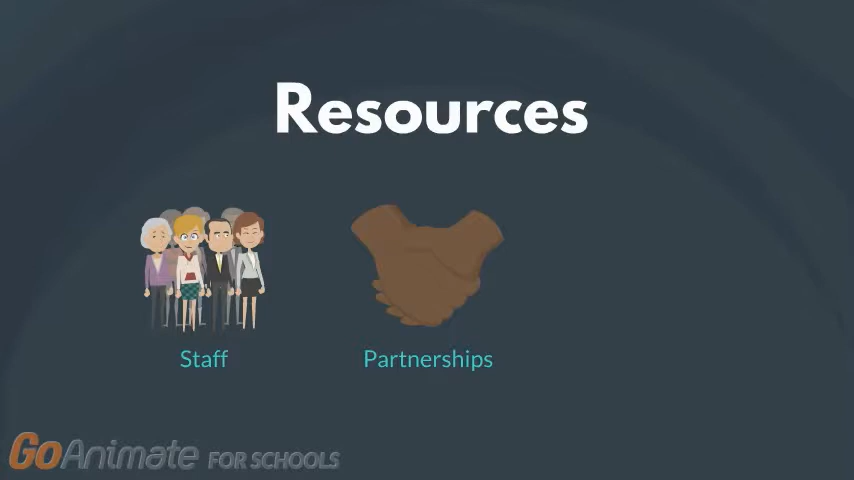 Resources
Staff
Partnerships
GoAnimate FOR SCHOOLS